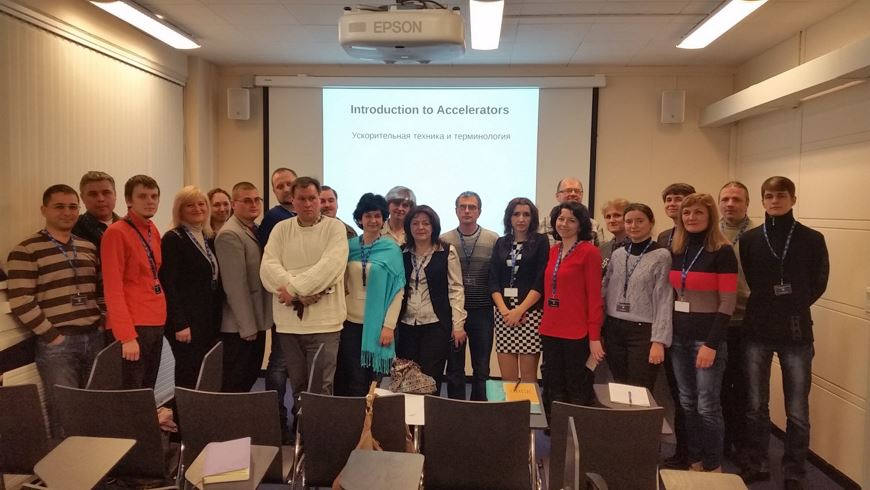 EPSON
Introduction to Accelerators
Ускорительная техника и терминология